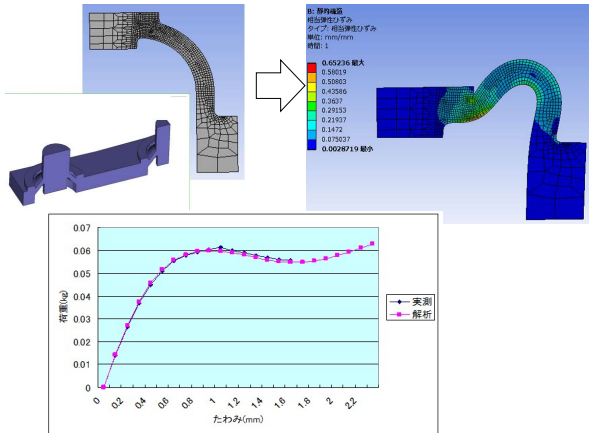 B: 静的構造
相当弾性ひずみ
タイプ: 相当弾性ひずみ
単位: mm/mm
時間: 1
0.65236 最大
0.58019
0.50803
0.43586
0.3637
0.29153
0.21937
0.1472
0.075037
0.0028719 最小
0.07
0.06
0.05
0.04
0.03
0.02
0.01
0
荷重(kg)
0
0.2
0.4
0.6
0.8
1
1.2
1.4
1.6
1.8
2
2.2
たわみ(mm)
実測
解析